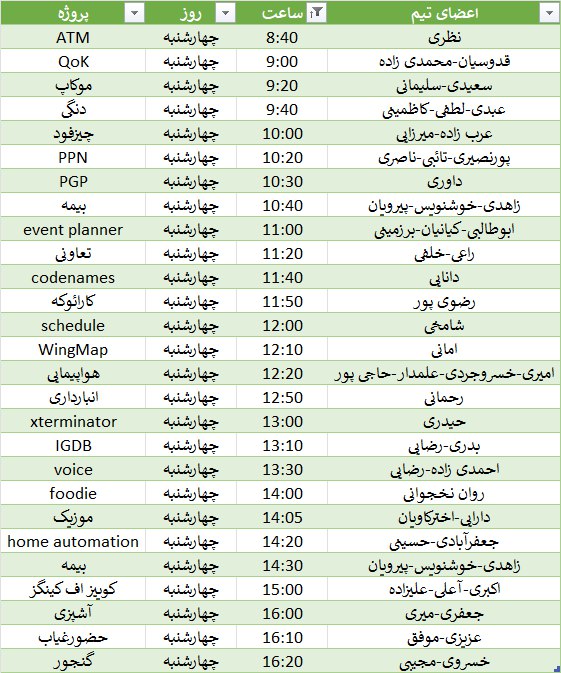 اعضای تیم ساعت روز پروژه
نظری 8:40 چهارشنبه ATM
قدوسیان-محمدی زاده 9:00 چهارشنبه QoK
سعیدی-سلیمانی 9:20 چهارشنبه موکاپ
عبدی-لطفی-کاظمینی 9:40 چهارشنبه دنگی
عرب زاده-میرزایی 10:00 چهارشنبه چیزفود
پورنصیری-تائبی-ناصری 10:20 چهارشنبه PPN
داوری 10:30 چهارشنبه PGP
زاهدی-خوشنویس-پیرویان 10:40 چهارشنبه بیمه
ابوطالبی-کیانیان-برزمینی 11:00 چهارشنبه event planner
راعی-خلفی 11:20 چهارشنبه تعاونی
دانایی 11:40 چهارشنبه codenames
رضوی پور 11:50 چهارشنبه کارائوکه
شامخی 12:00 چهارشنبه schedule
امانی 12:10 چهارشنبه WingMap
امیری-خسروجردی-علمدار-حاجی پور 12:20 چهارشنبه هواپیمایی
رحمانی 12:50 چهارشنبه انبارداری
حیدری 13:00 چهارشنبه xterminator
بدری-رضایی 13:10 چهارشنبه IGDB
احمدی زاده-رضایی 13:30 چهارشنبه voice
روان نخجوانی 14:00 چهارشنبه foodie
دارایی-اخترکاویان 14:05 چهارشنبه موزیک
جعفرآبادی-حسینی 14:20 چهارشنبه home automation
زاهدی-خوشنویس-پیرویان 14:30 چهارشنبه بیمه
اکبری-آعلی-علیزاده 15:00 چهارشنبه کوییز اف کینگز
جعفری-میری 16:00 چهارشنبه آشپزی
عزیزی-موفق 16:10 چهارشنبه حضورغیاب
خسروی-مجیبی 16:20 چهارشنبه گنجور